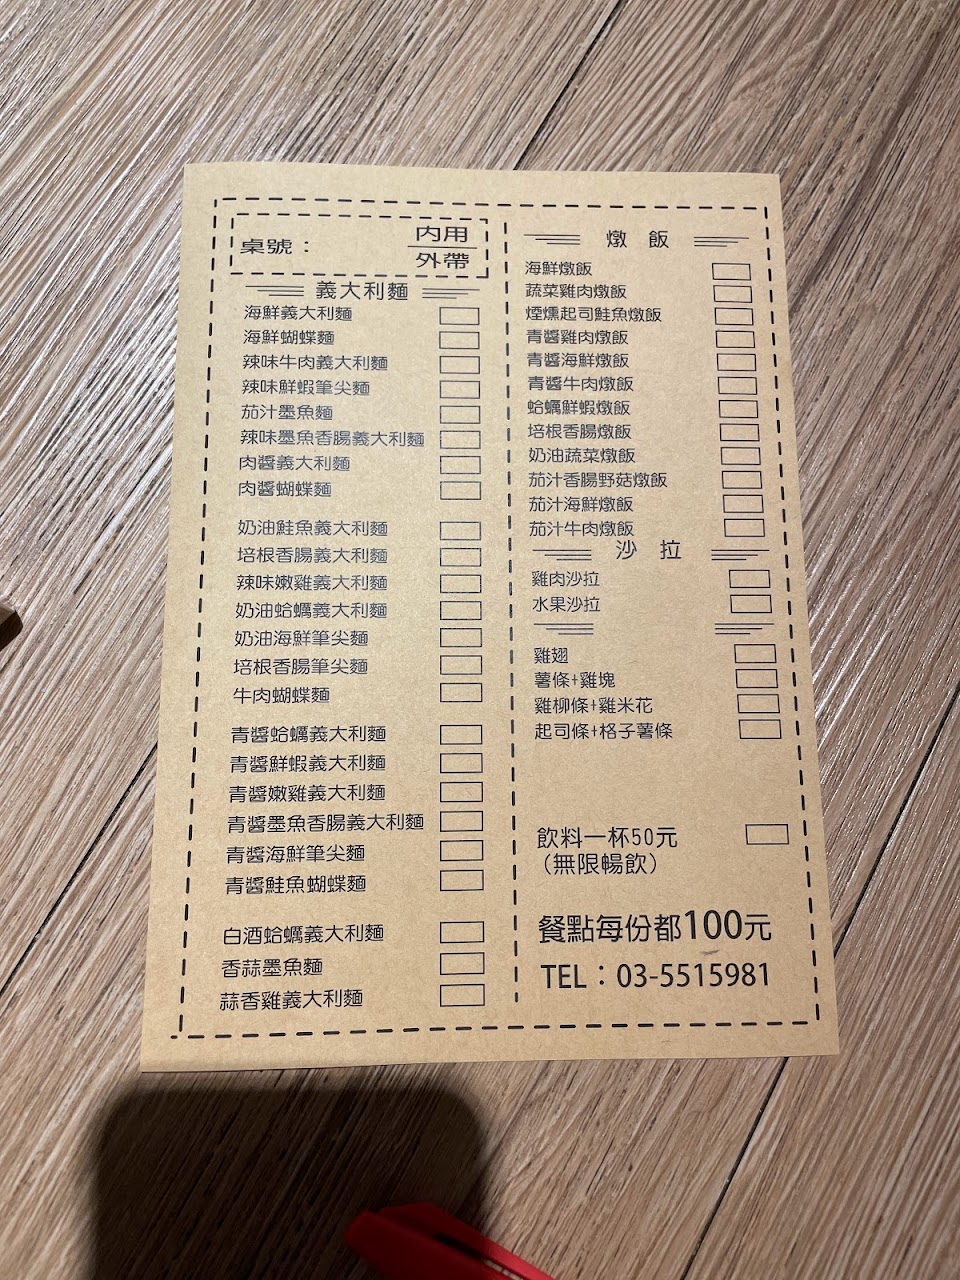 桌號：
內用
外帶
義大利麵
海鮮義大利麵
海鮮蝴蝶麵
辣味牛肉義大利麵
辣味鮮蝦筆尖麵
茄汁墨魚麵
辣味墨魚香腸義大利麵
肉醬義大利麵
肉醬蝴蝶麵
奶油鮭魚義大利麵
培根香腸義大利麵
辣味嫩雞義大利麵
奶油蛤蠣義大利麵
奶油海鮮筆尖麵
培根香腸筆尖麵
牛肉蝴蝶麵
青醬蛤蠣義大利麵
青醬鮮蝦義大利麵
青醬嫩雞義大利麵
青醬墨魚香腸義大利麵
青醬海鮮筆尖麵
青醬鮭魚蝴蝶麵
白酒蛤蠣義大利麵
香蒜墨魚麵
蒜香雞義大利麵
燉 飯
海鮮燉飯
蔬菜雞肉燉飯
煙燻起司鮭魚燉飯
青醬雞肉燉飯
青醬海鮮燉飯
青醬牛肉燉飯
蛤蠣鮮蝦燉飯
培根香腸燉飯
奶油蔬菜燉飯
茄汁香腸野菇燉飯
茄汁海鮮燉飯
茄汁牛肉燉飯
沙 拉
雞肉沙拉
水果沙拉
雞翅
薯條+雞塊
雞柳條+雞米花
起司條+格子薯條
飲料一杯50元
（無限暢飲）
餐點每份都100元
TEL：03-5515981